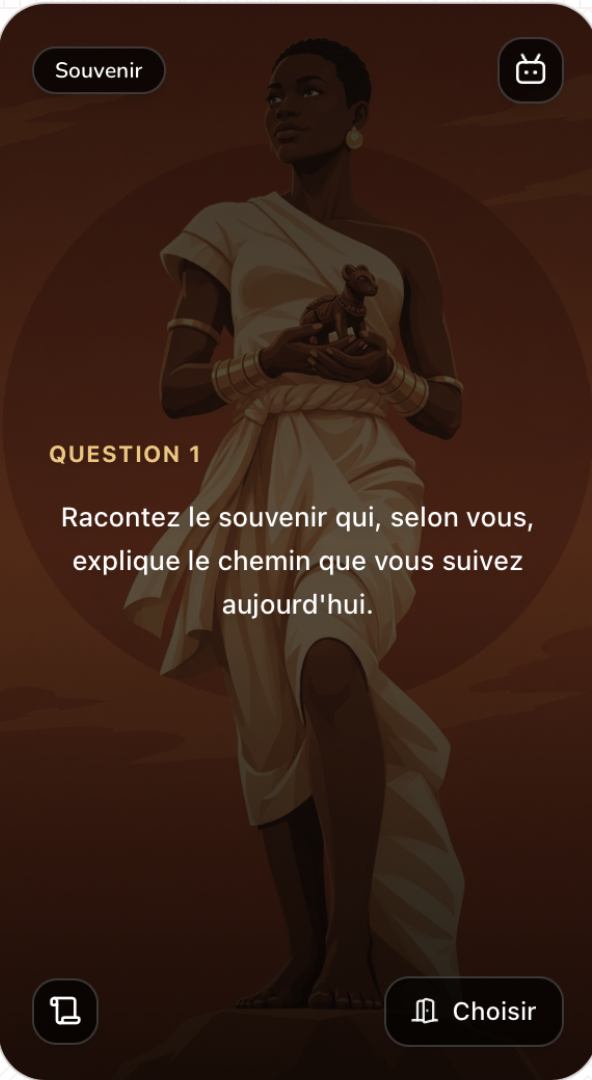 Souvenir
QUESTION 1
Racontez le souvenir qui, selon vous,
explique le chemin que vous suivez
aujourd'hui.
Choisir